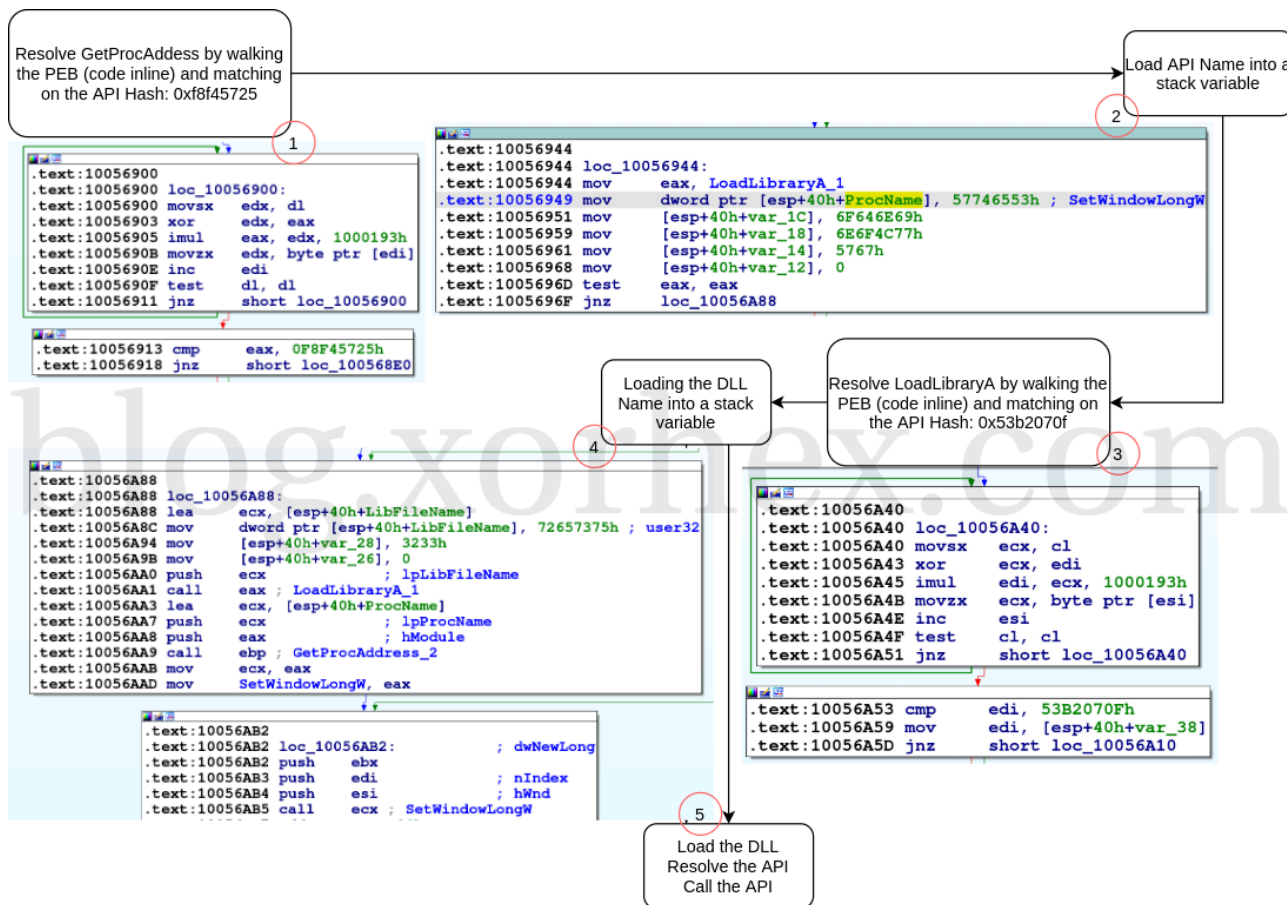 Resolve GetProcAddess by walking
the PEB (code inline) and matching
on the API Hash: 0xf8f45725
1
Load API Name into a
stack variable
2
.text:10056900
.text:10056900 loc_10056900:
.text:10056900 movsx edx, dl
.text:10056903 xor edx, eax
.text:10056905 imul eax, edx, 1000193h
.text:1005690B movzx edx, byte ptr [edi]
.text:1005690E inc edi
.text:1005690F test dl, dl
.text:10056911 jnz short loc_10056900
.text:10056913 cmp eax, 0F8F45725h
.text:10056918 jnz short loc_100568E0
.text:10056944
.text:10056944 loc_10056944:
.text:10056944 mov eax, LoadLibraryA_1
.text:10056949 mov dword ptr [esp+40h+ProcName], 57746553h ; SetWindowLongW
.text:10056951 mov [esp+40h+var_1C], 6F646E69h
.text:10056959 mov [esp+40h+var_18], 6E6F4C77h
.text:10056961 mov [esp+40h+var_14], 5767h
.text:10056968 mov [esp+40h+var_12], 0
.text:1005696D test eax, eax
.text:1005696F jnz loc_10056A88
Resolve LoadLibraryA by walking the
PEB (code inline) and matching on
the API Hash: 0x53b2070f
3
.text:10056A40
.text:10056A40 loc_10056A40:
.text:10056A40 movsx ecx, cl
.text:10056A43 xor ecx, edi
.text:10056A45 imul edi, ecx, 1000193h
.text:10056A4B movzx ecx, byte ptr [esi]
.text:10056A4E inc esi
.text:10056A4F test cl, cl
.text:10056A51 jnz short loc_10056A40
.text:10056A53 cmp edi, 53B2070Fh
.text:10056A59 mov edi, [esp+40h+var_38]
.text:10056A5D jnz short loc_10056A10
Loading the DLL
Name into a stack
variable
4
.text:10056A88
.text:10056A88 loc_10056A88:
.text:10056A88 lea ecx, [esp+40h+LibFileName]
.text:10056A8C mov dword ptr [esp+40h+LibFileName], 72657375h ; user32
.text:10056A94 mov [esp+40h+var_28], 3233h
.text:10056A9B mov [esp+40h+var_26], 0
.text:10056AA0 push ecx ; lpLibFileName
.text:10056AA1 call eax ; LoadLibraryA_1
.text:10056AA3 lea ecx, [esp+40h+ProcName]
.text:10056AA7 push ecx ; lpProcName
.text:10056AA8 push eax ; hModule
.text:10056AA9 call ebp ; GetProcAddress_2
.text:10056AAB mov ecx, eax
.text:10056AAD mov SetWindowLongW, eax
.text:10056AB2
.text:10056AB2 loc_10056AB2: ; dwNewLong
.text:10056AB2 push ebx
.text:10056AB3 push edi ; nIndex
.text:10056AB4 push esi ; hWnd
.text:10056AB5 call ecx ; SetWindowLongW
5
Load the DLL
Resolve the API
Call the API
blog.xorhex.com